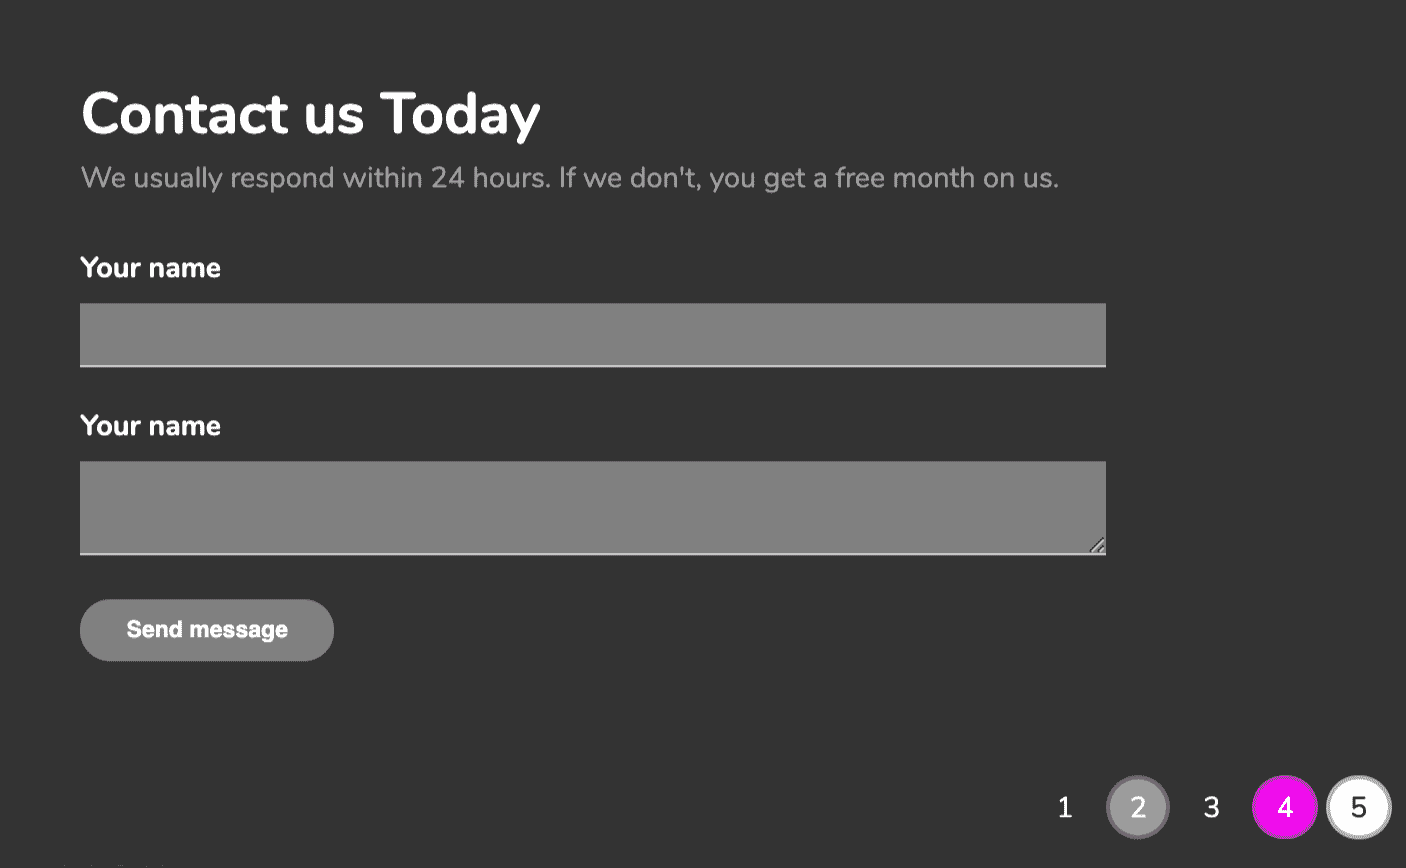 Contact us Today
We usually respond within 24 hours. If we don't, you get a free month on us.
Your name
Your name
Send message
1 2 3 4 5